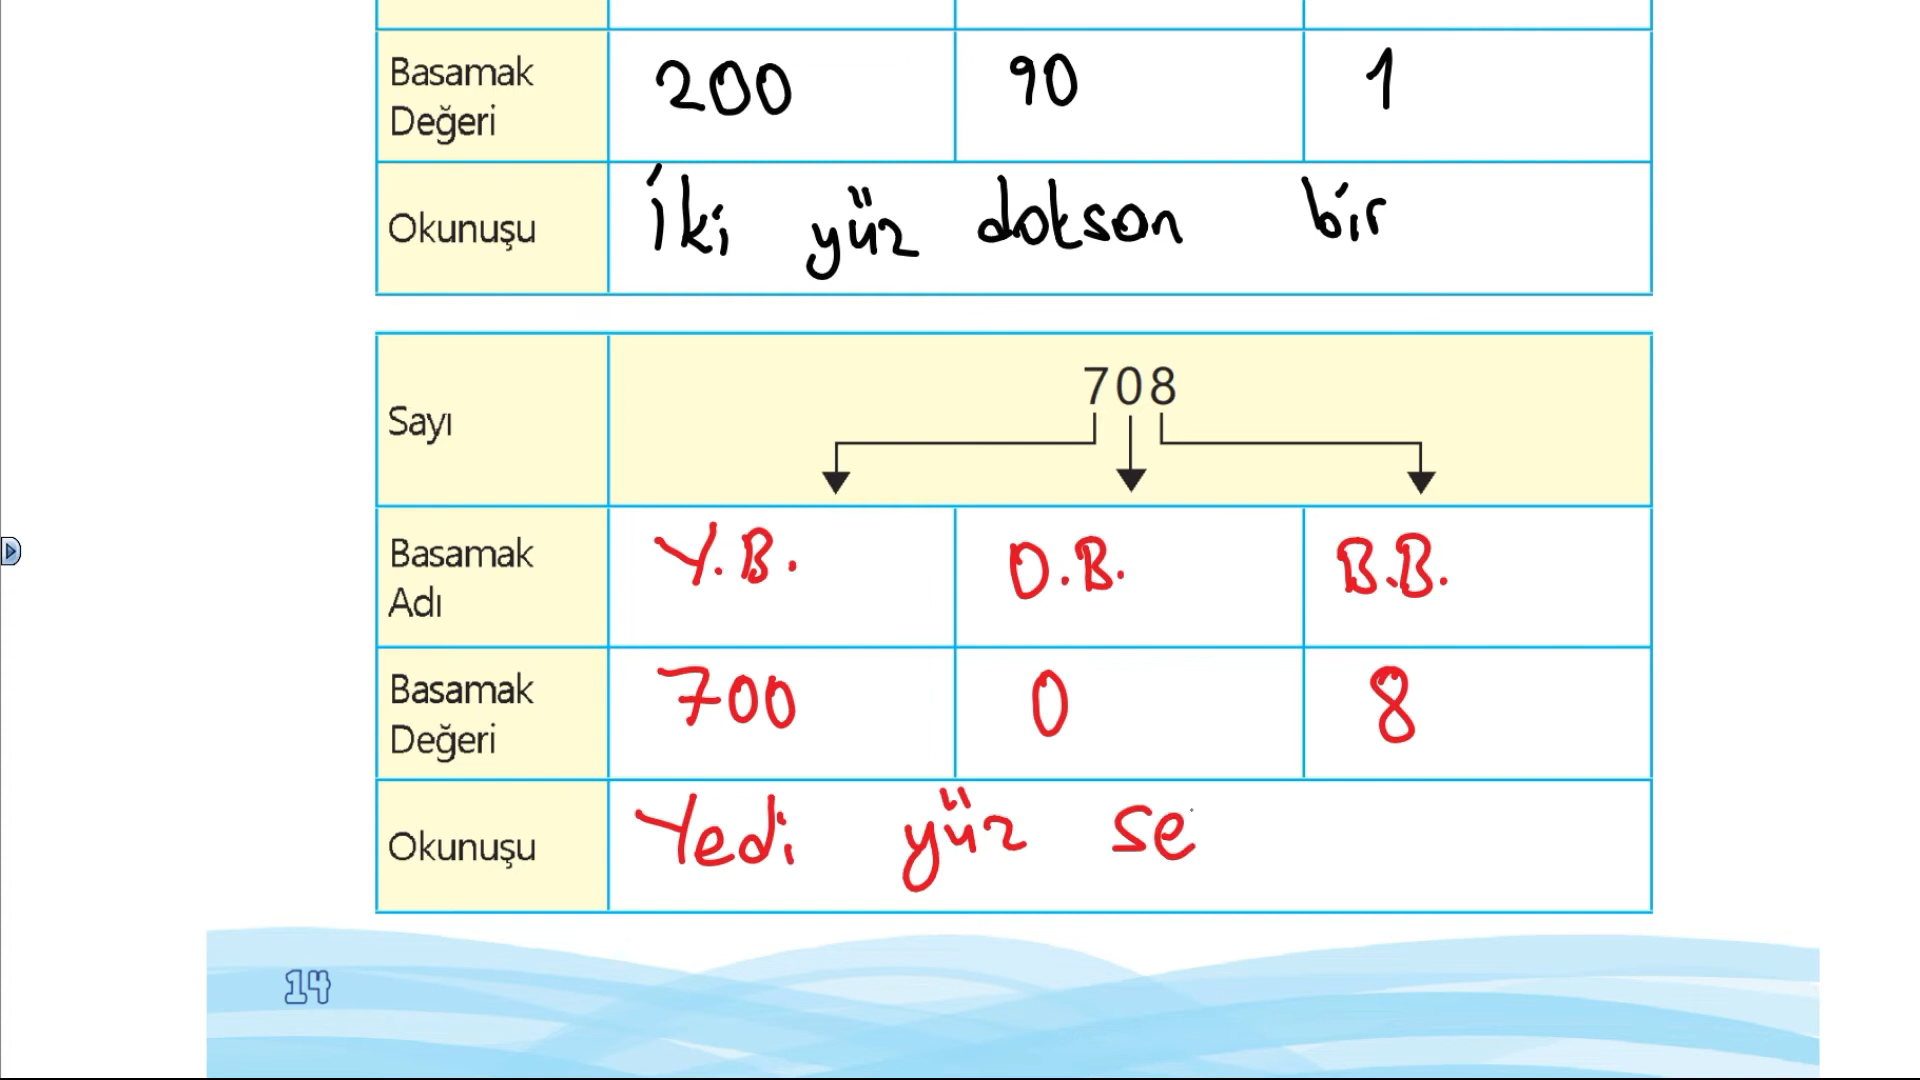 Basamak 200 90 1
Değeri
Okunuşu İki yüz doksan bir
708
Sayı
Basamak Y.B. O.B. B.B.
Adı
Basamak 700 0 8
Değeri
Okunuşu Yedi yüz se
14